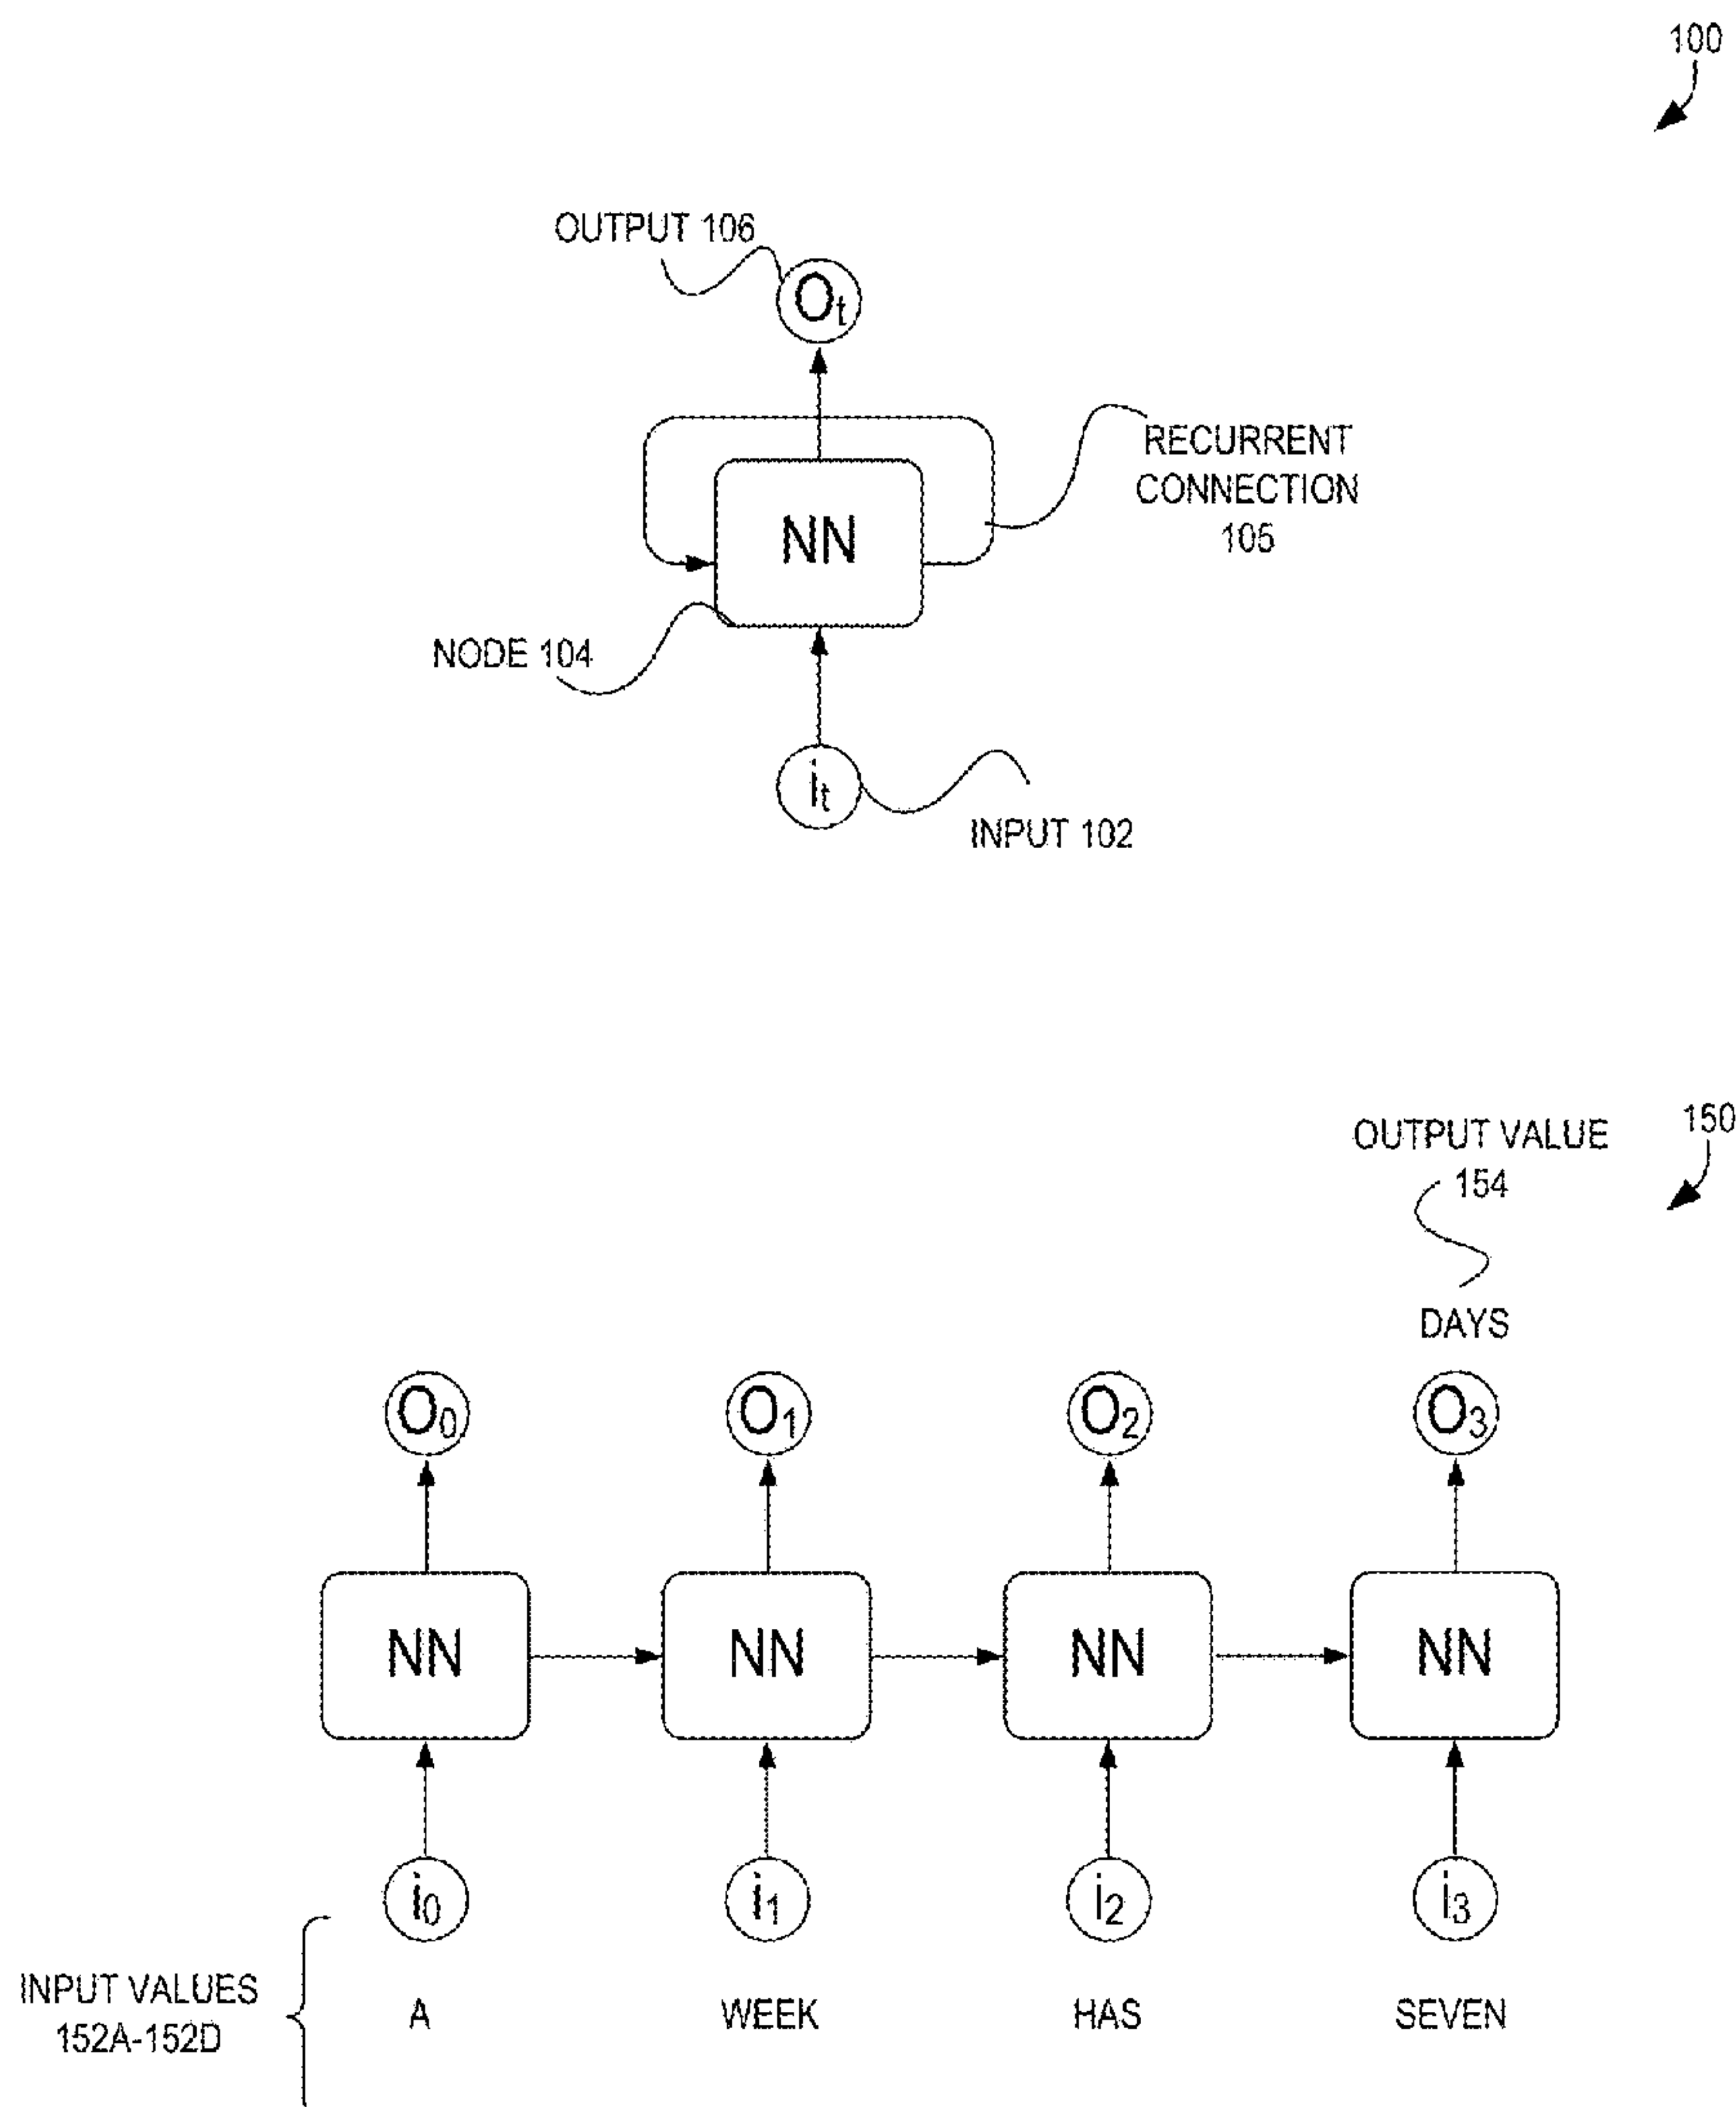 100
OUTPUT 106
Ot
RECURRENT
CONNECTION
105
NN
NODE 104
it
INPUT 102
150
OUTPUT VALUE
154
DAYS
O0 O1 O2 O3
NN NN NN NN
i0 i1 i2 i3
INPUT VALUES
152A-152D
A WEEK HAS SEVEN